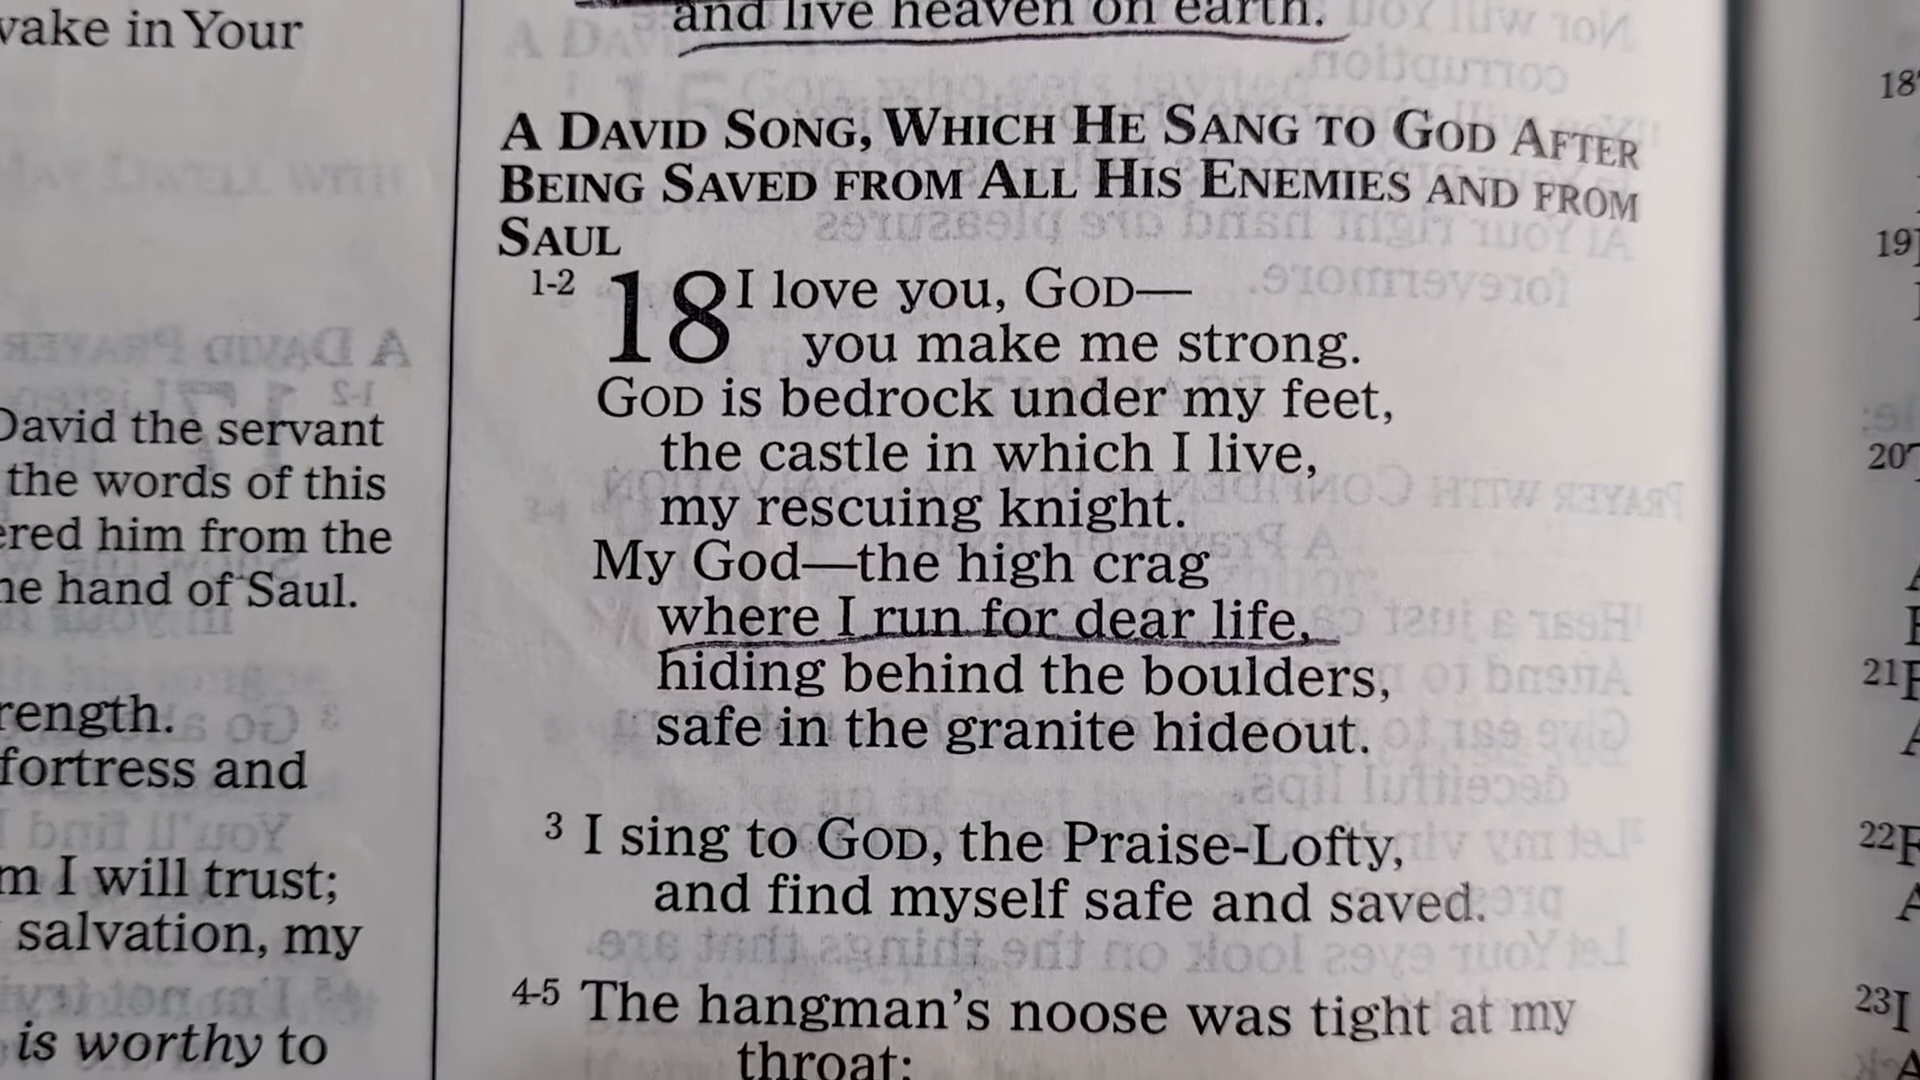 wake in Your
David the servant
the words of this
him from the
hand of Saul.
fortress and
I will trust;
salvation, my
is worthy to
and live heaven on earth.
A DAVID SONG, WHICH HE SANG TO GOD AFTER
BEING SAVED FROM ALL HIS ENEMIES AND FROM
SAUL
1-2 18 I love you, GOD—
you make me strong.
GOD is bedrock under my feet,
the castle in which I live,
my rescuing knight.
My God—the high crag
where I run for dear life,
hiding behind the boulders,
safe in the granite hideout.
3 I sing to GOD, the Praise-Lofty,
and find myself safe and saved.
4-5 The hangman's noose was tight at my
throat;
18
19
20
21
22
23 I